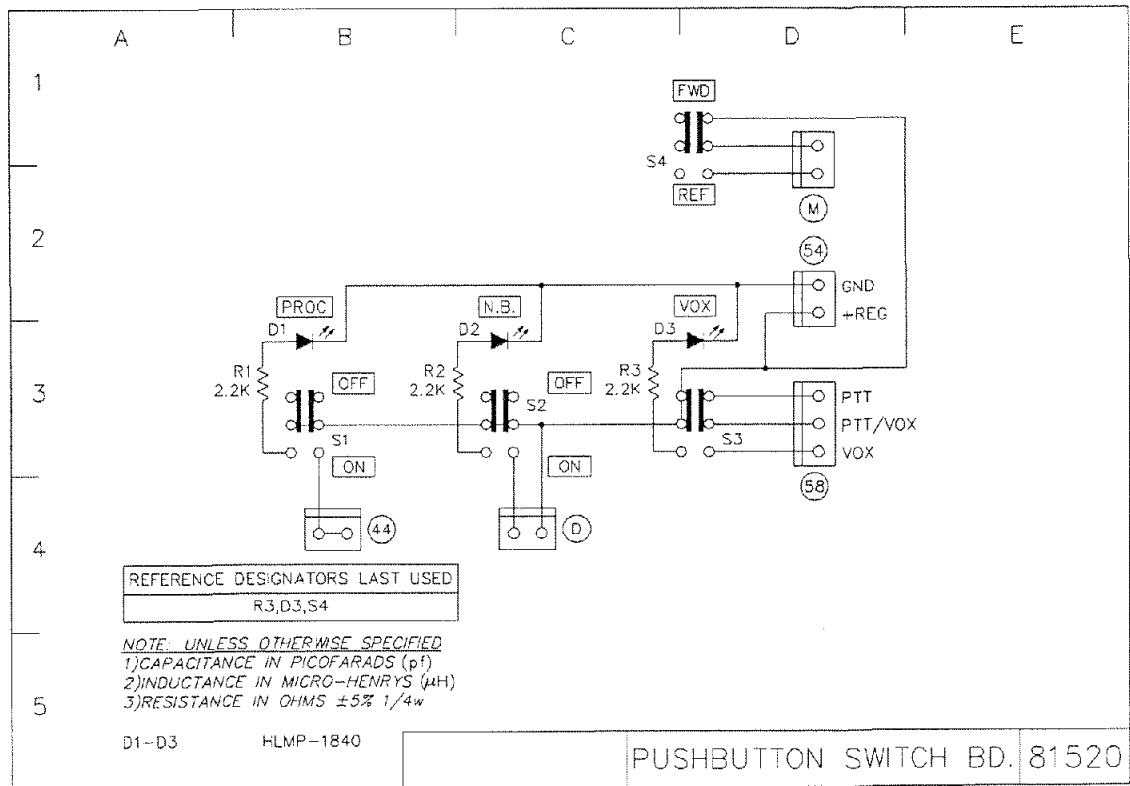 A B C D E
1
FWD
S4
REF
M
2
54
GND
+REG
PROC N.B. VOX
D1 D2 D3
3
R1 2.2K
OFF
R2 2.2K
OFF
R3 2.2K
PTT
S2
PTT/VOX
S1
S3
VOX
ON
ON
58
44
D
4
REFERENCE DESIGNATORS LAST USED
R3,D3,S4
NOTE: UNLESS OTHERWISE SPECIFIED
1)CAPACITANCE IN PICOFARADS (pf)
2)INDUCTANCE IN MICRO-HENRYS (μH)
3)RESISTANCE IN OHMS ±5% 1/4w
5
D1-D3 HLMP-1840
PUSHBUTTON SWITCH BD. 81520